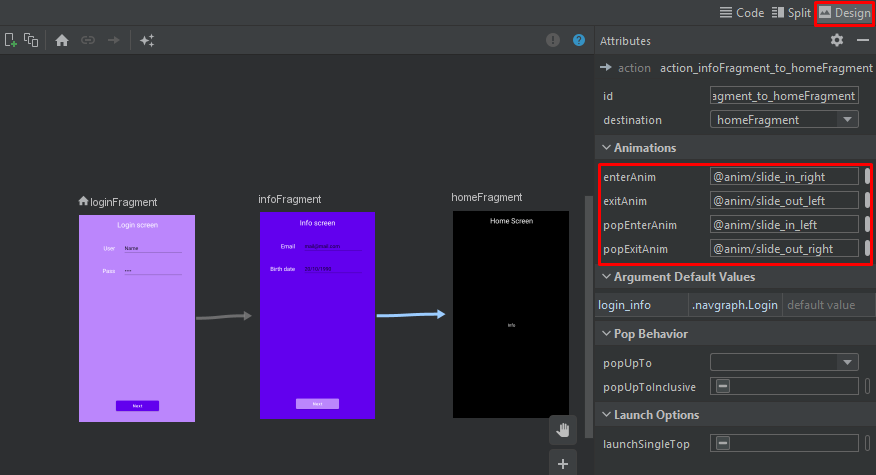 Code Split Design
Attributes
action action_infoFragment_to_homeFragment
id agment_to_homeFragment
destination homeFragment
Animations
enterAnim @anim/slide_in_right
exitAnim @anim/slide_out_left
popEnterAnim @anim/slide_in_left
popExitAnim @anim/slide_out_right
Argument Default Values
login_info .navgraph.Login default value
Pop Behavior
popUpTo
popUpToInclusive
Launch Options
launchSingleTop
loginFragment
Login screen
User Name
Pass
Next
infoFragment
Info screen
Email
Birth date
Next
homeFragment
Home Screen
Info